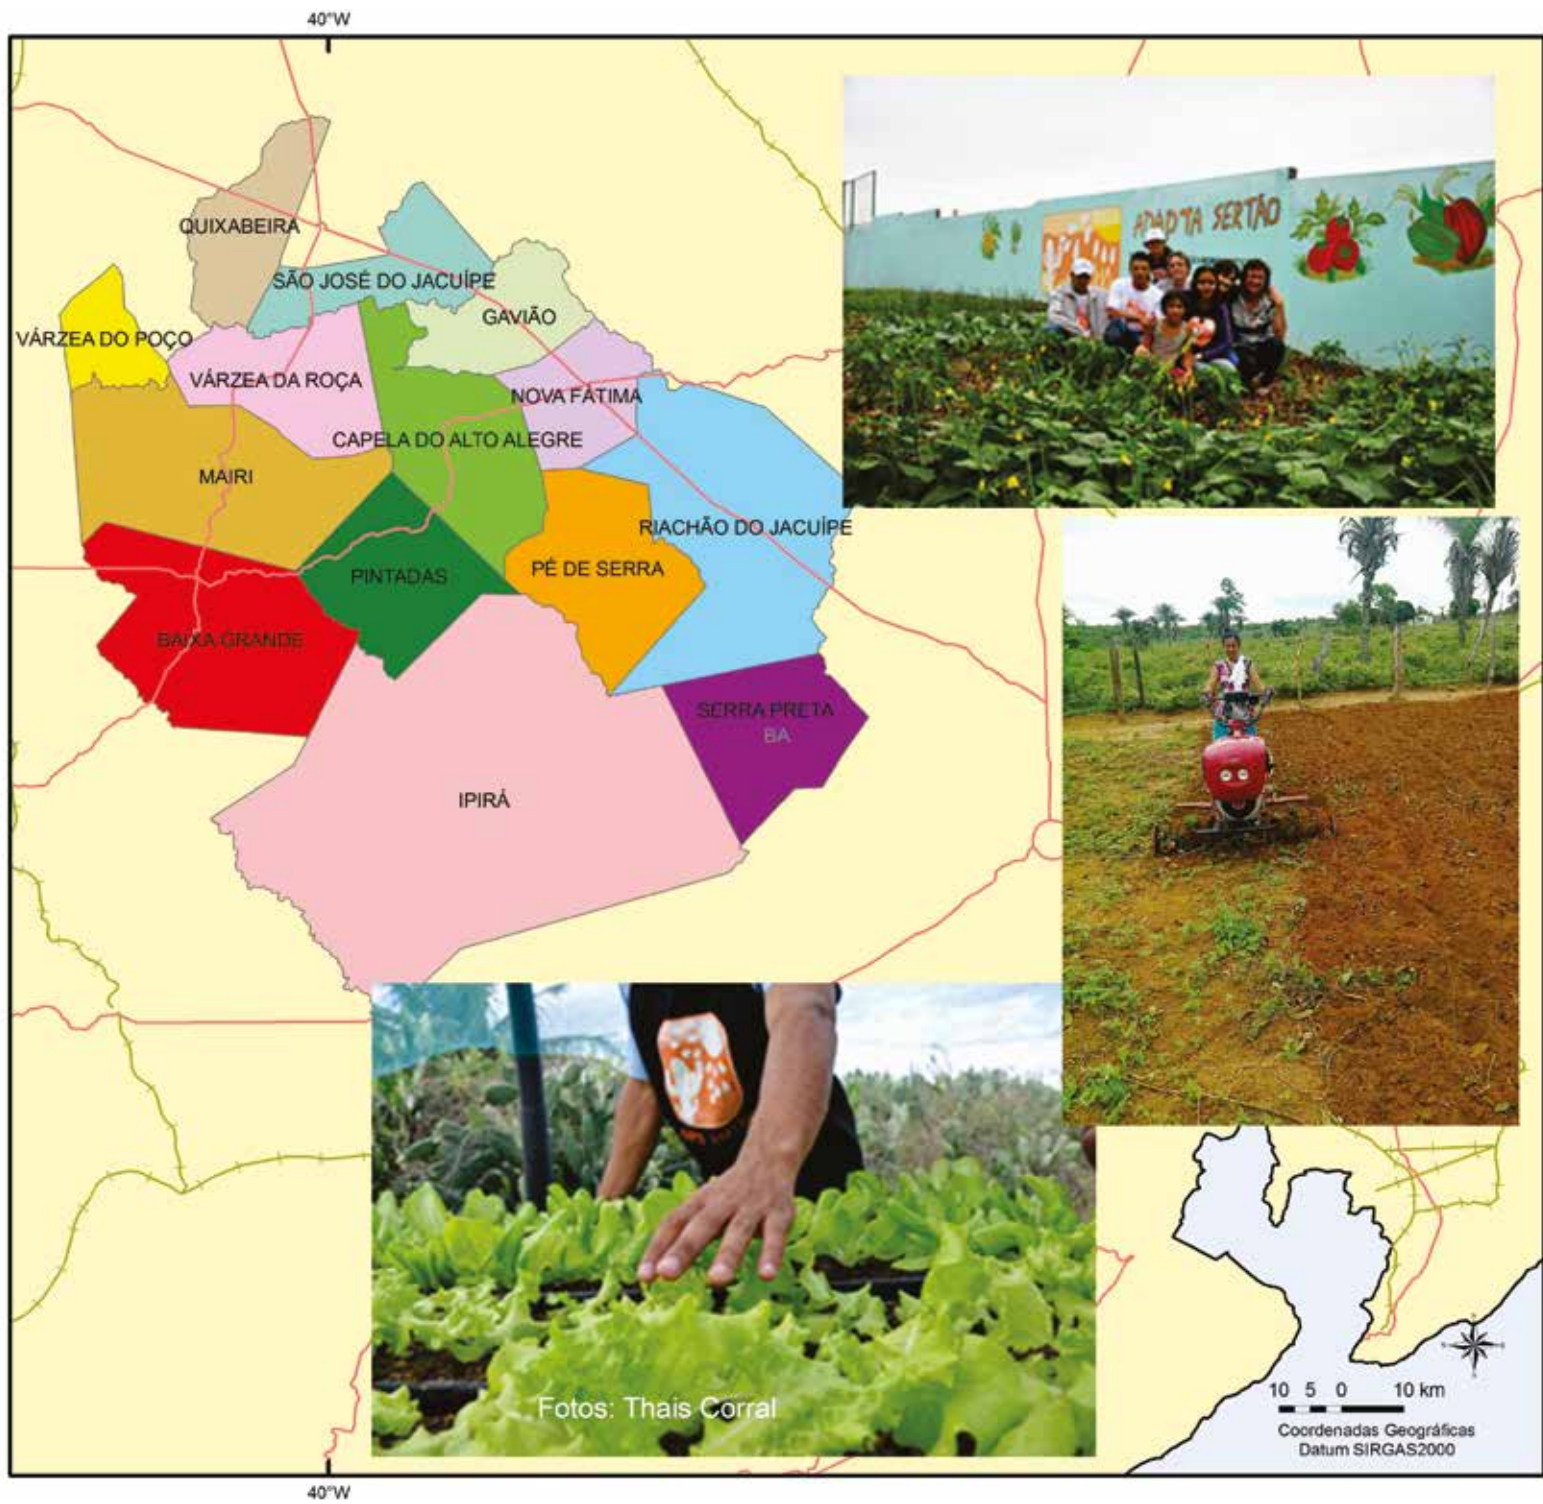 40°W
QUIXABEIRA
SÃO JOSÉ DO JACUÍPE
GAVIÃO
VÁRZEA DO POÇO
VÁRZEA DA ROÇA
NOVA FÁTIMA
CAPELA DO ALTO ALEGRE
MAIRI
RIACHÃO DO JACUÍPE
PÉ DE SERRA
PINTADAS
BAIXA GRANDE
SERRA PRETA
BA
IPIRÁ
ADAPTA SERTÃO
Fotos: Thais Corral
10 5 0 10 km
Coordenadas Geográficas
Datum SIRGAS2000
40°W